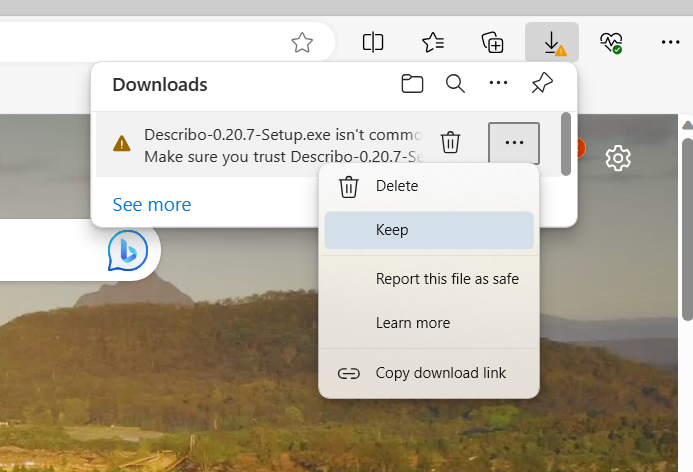 Downloads
Describo-0.20.7-Setup.exe isn't commo
Make sure you trust Describo-0.20.7-Se
See more
Delete
Keep
Report this file as safe
Learn more
Copy download link